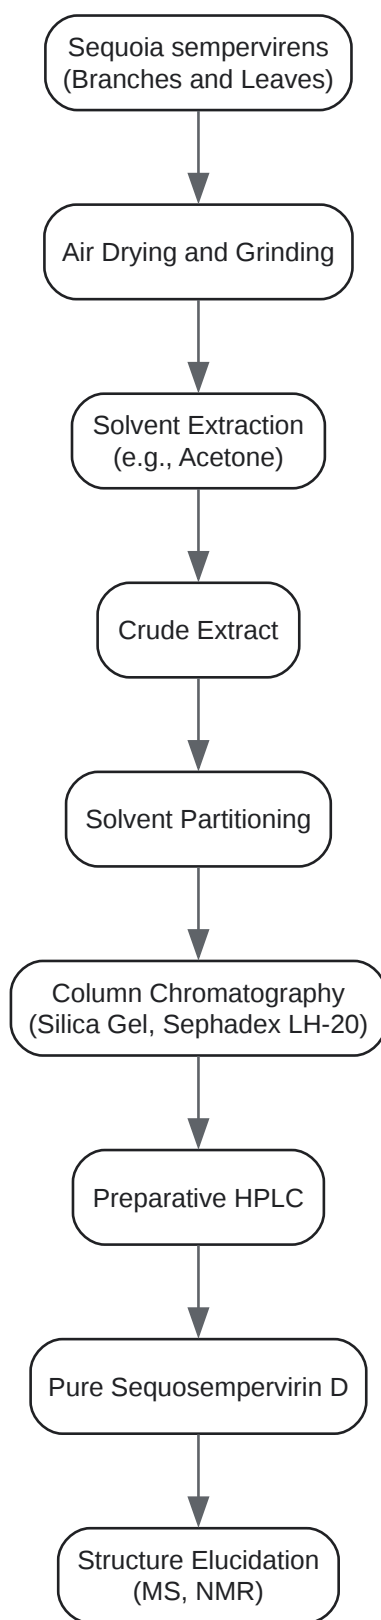 Sequoia sempervirens
(Branches and Leaves)
Air Drying and Grinding
Solvent Extraction
(e.g., Acetone)
Crude Extract
Solvent Partitioning
Column Chromatography
(Silica Gel, Sephadex LH-20)
Preparative HPLC
Pure Sequosempervirin D
Structure Elucidation
(MS, NMR)